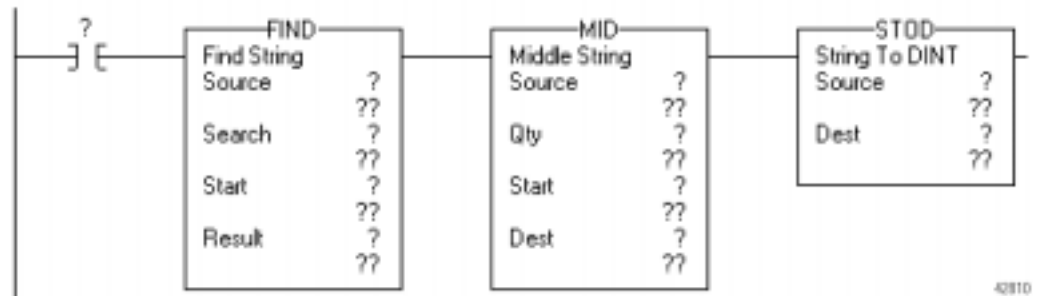 ?
FIND
Find String
Source ?
??
Search ?
??
Start ?
??
Result ?
??
MID
Middle String
Source ?
??
Qty ?
??
Start ?
??
Dest ?
??
STOD
String To DINT
Source ?
??
Dest ?
??
42810